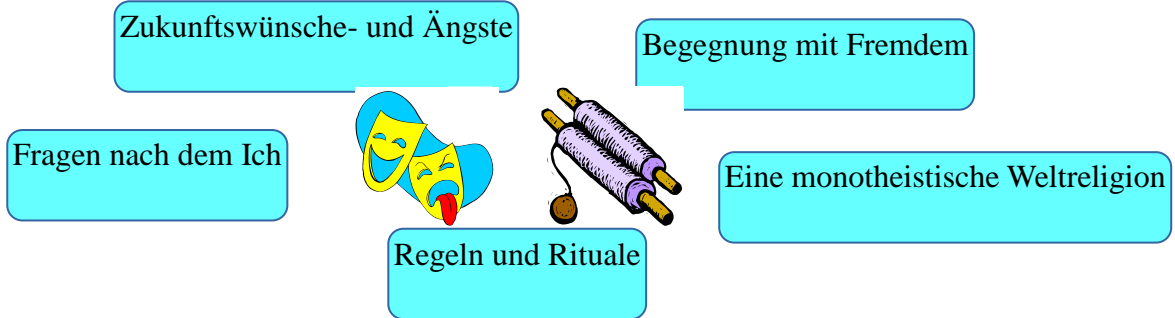 Zukunftswünsche- und Ängste
Begegnung mit Fremdem
Fragen nach dem Ich
Eine monotheistische Weltreligion
Regeln und Rituale